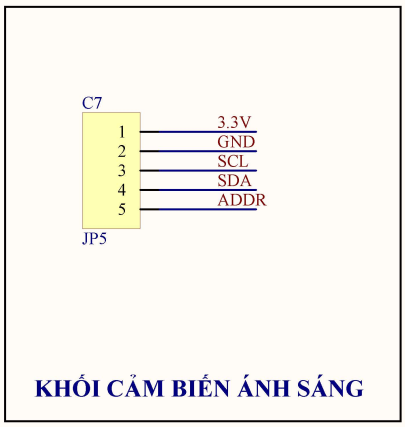 C7
1 3.3V
2 GND
3 SCL
4 SDA
5 ADDR
JP5
KHỐI CẢM BIẾN ÁNH SÁNG